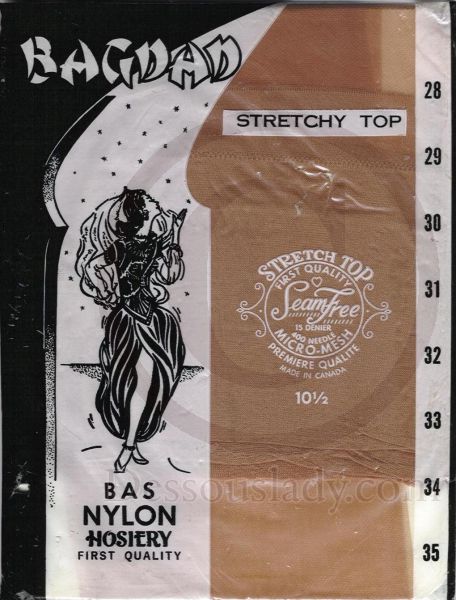 BAGDAD
STRETCHY TOP
28
29
30
31
32
33
34
35
STRETCH TOP
FIRST QUALITY
SeamFree
15 DENIER
400 NEEDLE
MICRO-MESH
PREMIERE QUALITE
MADE IN CANADA
10½
BAS
NYLON
HOSIERY
FIRST QUALITY
dessouslady.com